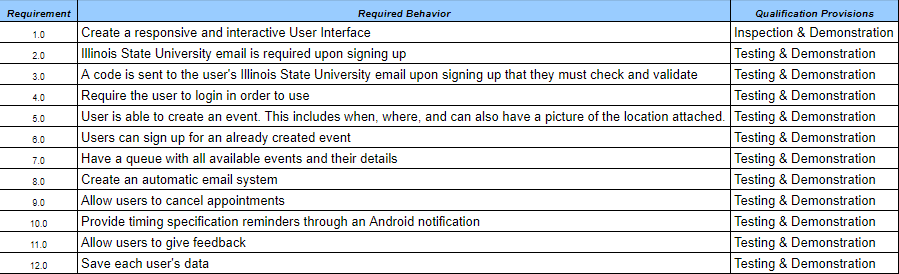 Requirement Required Behavior Qualification Provisions
1.0 Create a responsive and interactive User Interface Inspection & Demonstration
2.0 Illinois State University email is required upon signing up Testing & Demonstration
3.0 A code is sent to the user's Illinois State University email upon signing up that they must check and validate Testing & Demonstration
4.0 Require the user to login in order to use Testing & Demonstration
5.0 User is able to create an event. This includes when, where, and can also have a picture of the location attached. Testing & Demonstration
6.0 Users can sign up for an already created event Testing & Demonstration
7.0 Have a queue with all available events and their details Testing & Demonstration
8.0 Create an automatic email system Testing & Demonstration
9.0 Allow users to cancel appointments Testing & Demonstration
10.0 Provide timing specification reminders through an Android notification Testing & Demonstration
11.0 Allow users to give feedback Testing & Demonstration
12.0 Save each user's data Testing & Demonstration